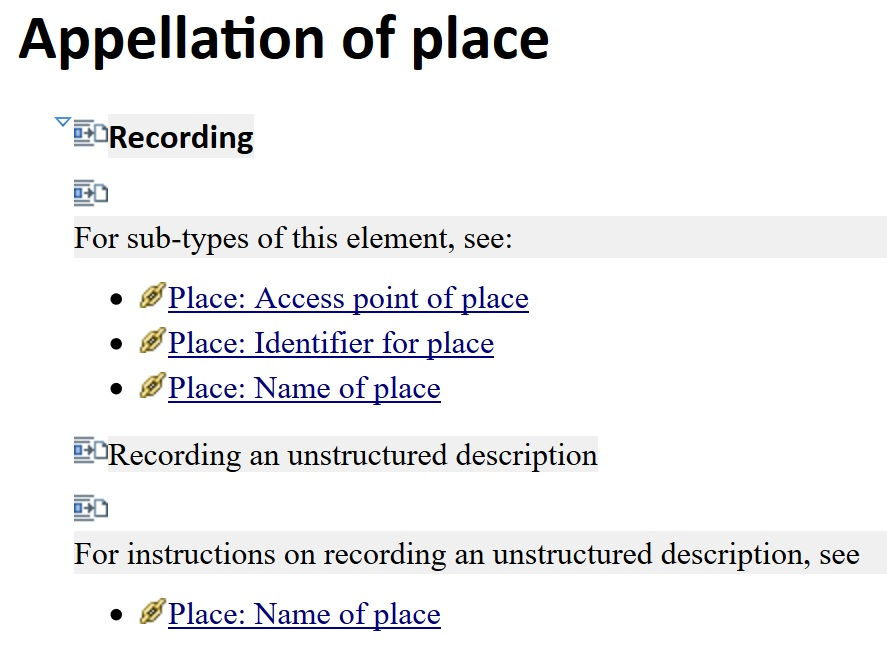 Appellation of place
Recording
For sub-types of this element, see:
Place: Access point of place
Place: Identifier for place
Place: Name of place
Recording an unstructured description
For instructions on recording an unstructured description, see
Place: Name of place